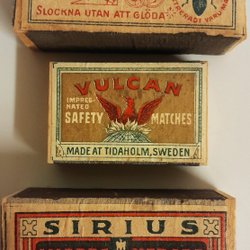 SLOCKNA UTAN ATT GLÖDA
VULCAN
IMPREG-
NATED
SAFETY MATCHES
MADE AT TIDAHOLM, SWEDEN
SIRIUS